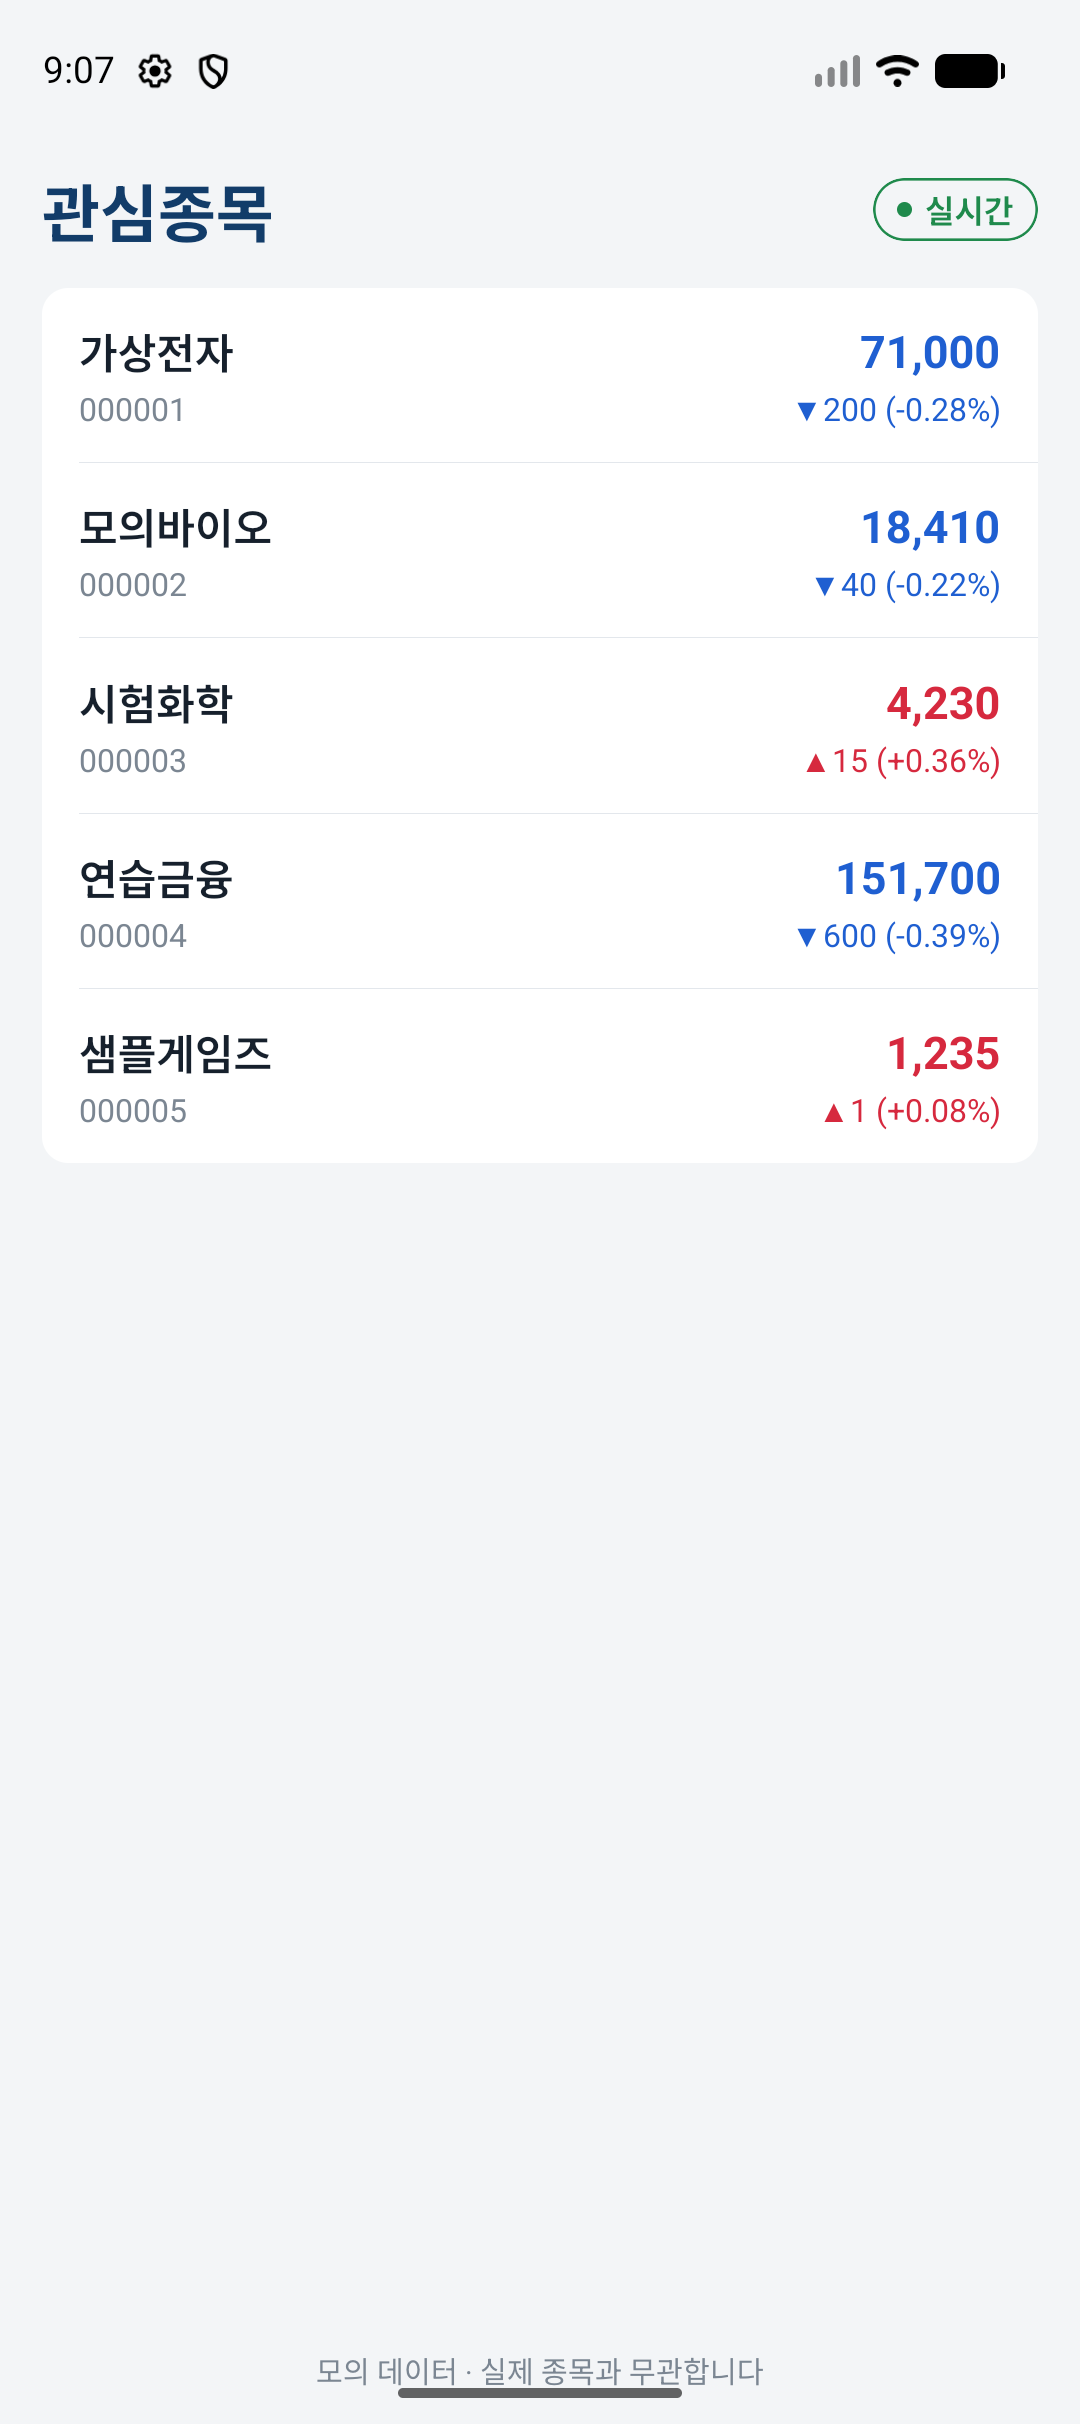 9:07
관심종목
● 실시간
가상전자
71,000
000001
▼200 (-0.28%)
모의바이오
18,410
000002
▼40 (-0.22%)
시험화학
4,230
000003
▲15 (+0.36%)
연습금융
151,700
000004
▼600 (-0.39%)
샘플게임즈
1,235
000005
▲1 (+0.08%)
모의 데이터 · 실제 종목과 무관합니다